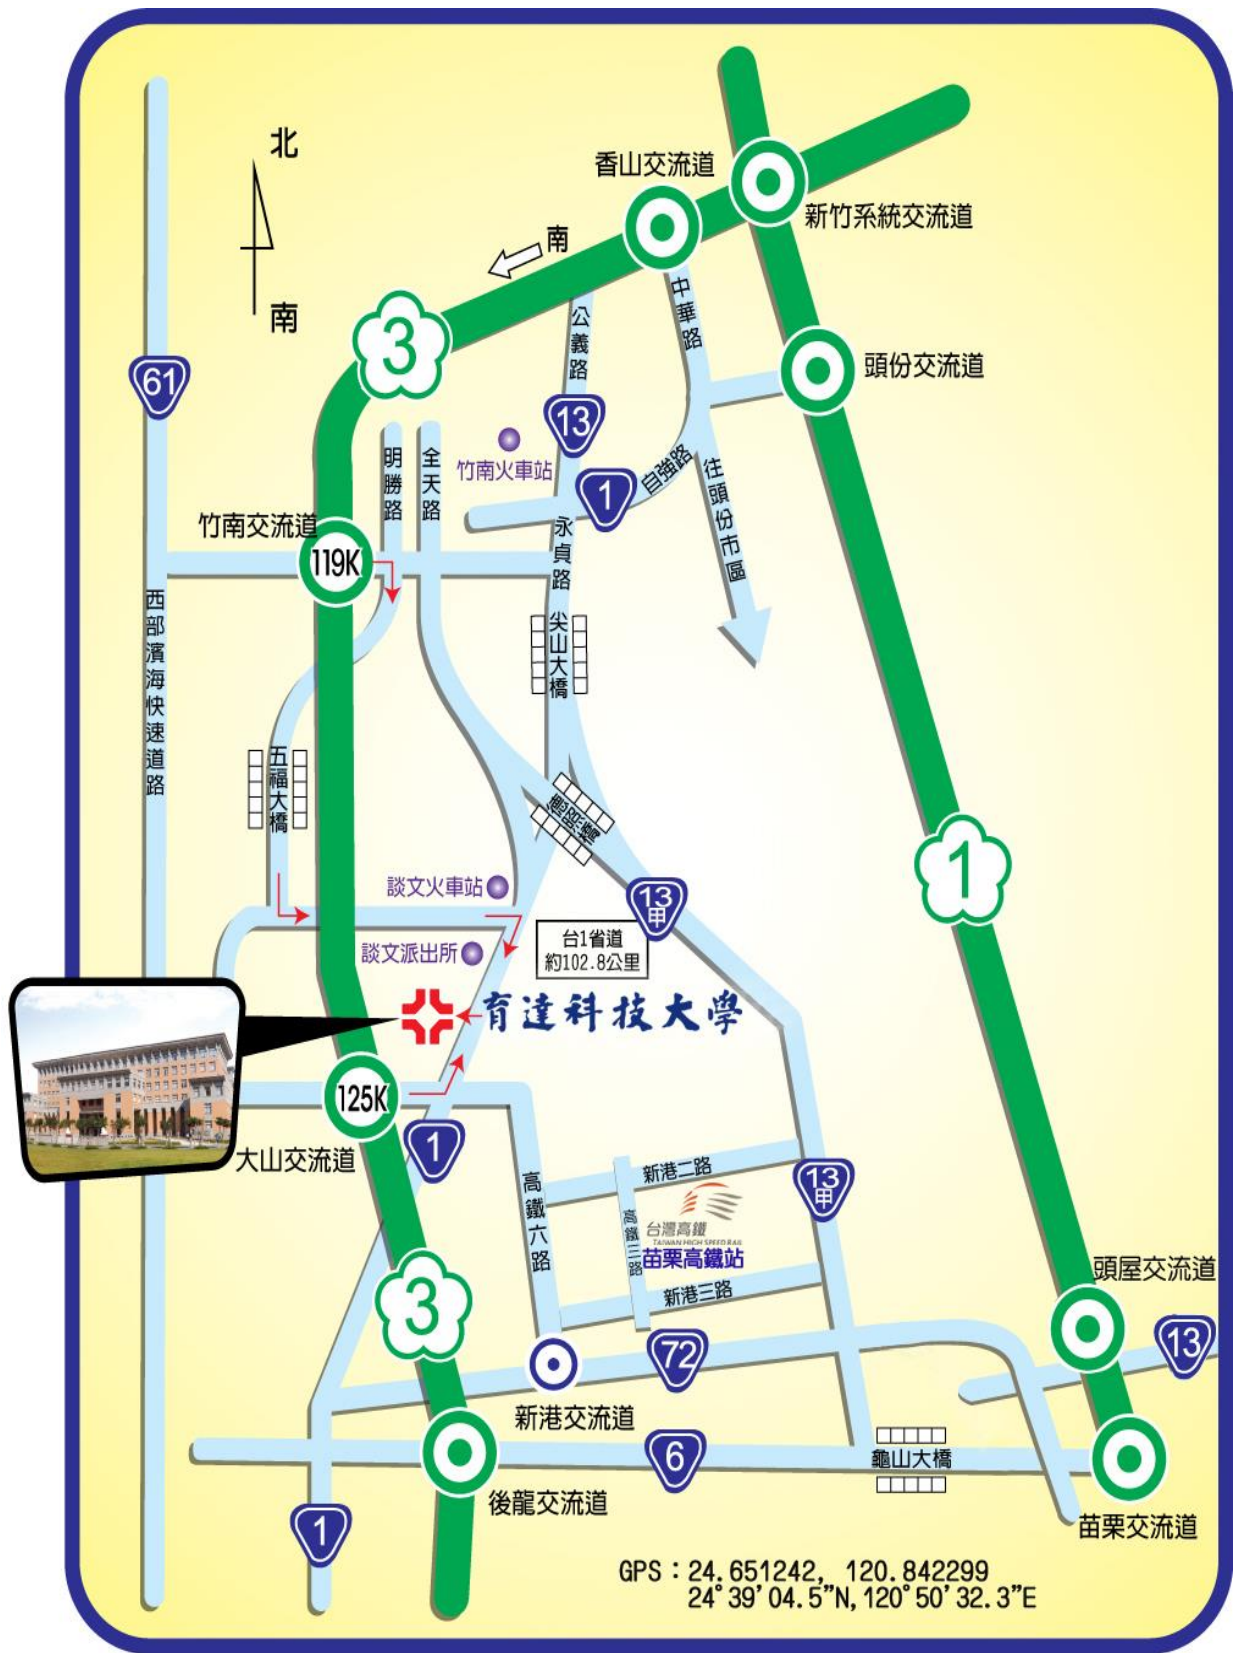 北
南
南
香山交流道
新竹系統交流道
頭份交流道
中華路
公義路
3
61
13
1
自強路
往頭份市區
竹南火車站
明勝路
全天路
竹南交流道
119K
永貞路
尖山大橋
西部濱海快速道路
五福大橋
德照橋
1
談文火車站
13
甲
台1省道
約102.8公里
談文派出所
育達科技大學
125K
大山交流道
1
高鐵六路
新港二路
高鐵三路
台灣高鐵
TAIWAN HIGH SPEED RAIL
苗栗高鐵站
新港三路
13
甲
3
頭屋交流道
13
72
新港交流道
6
龜山大橋
後龍交流道
苗栗交流道
1
GPS：24.651242, 120.842299
24°39'04.5"N, 120°50'32.3"E